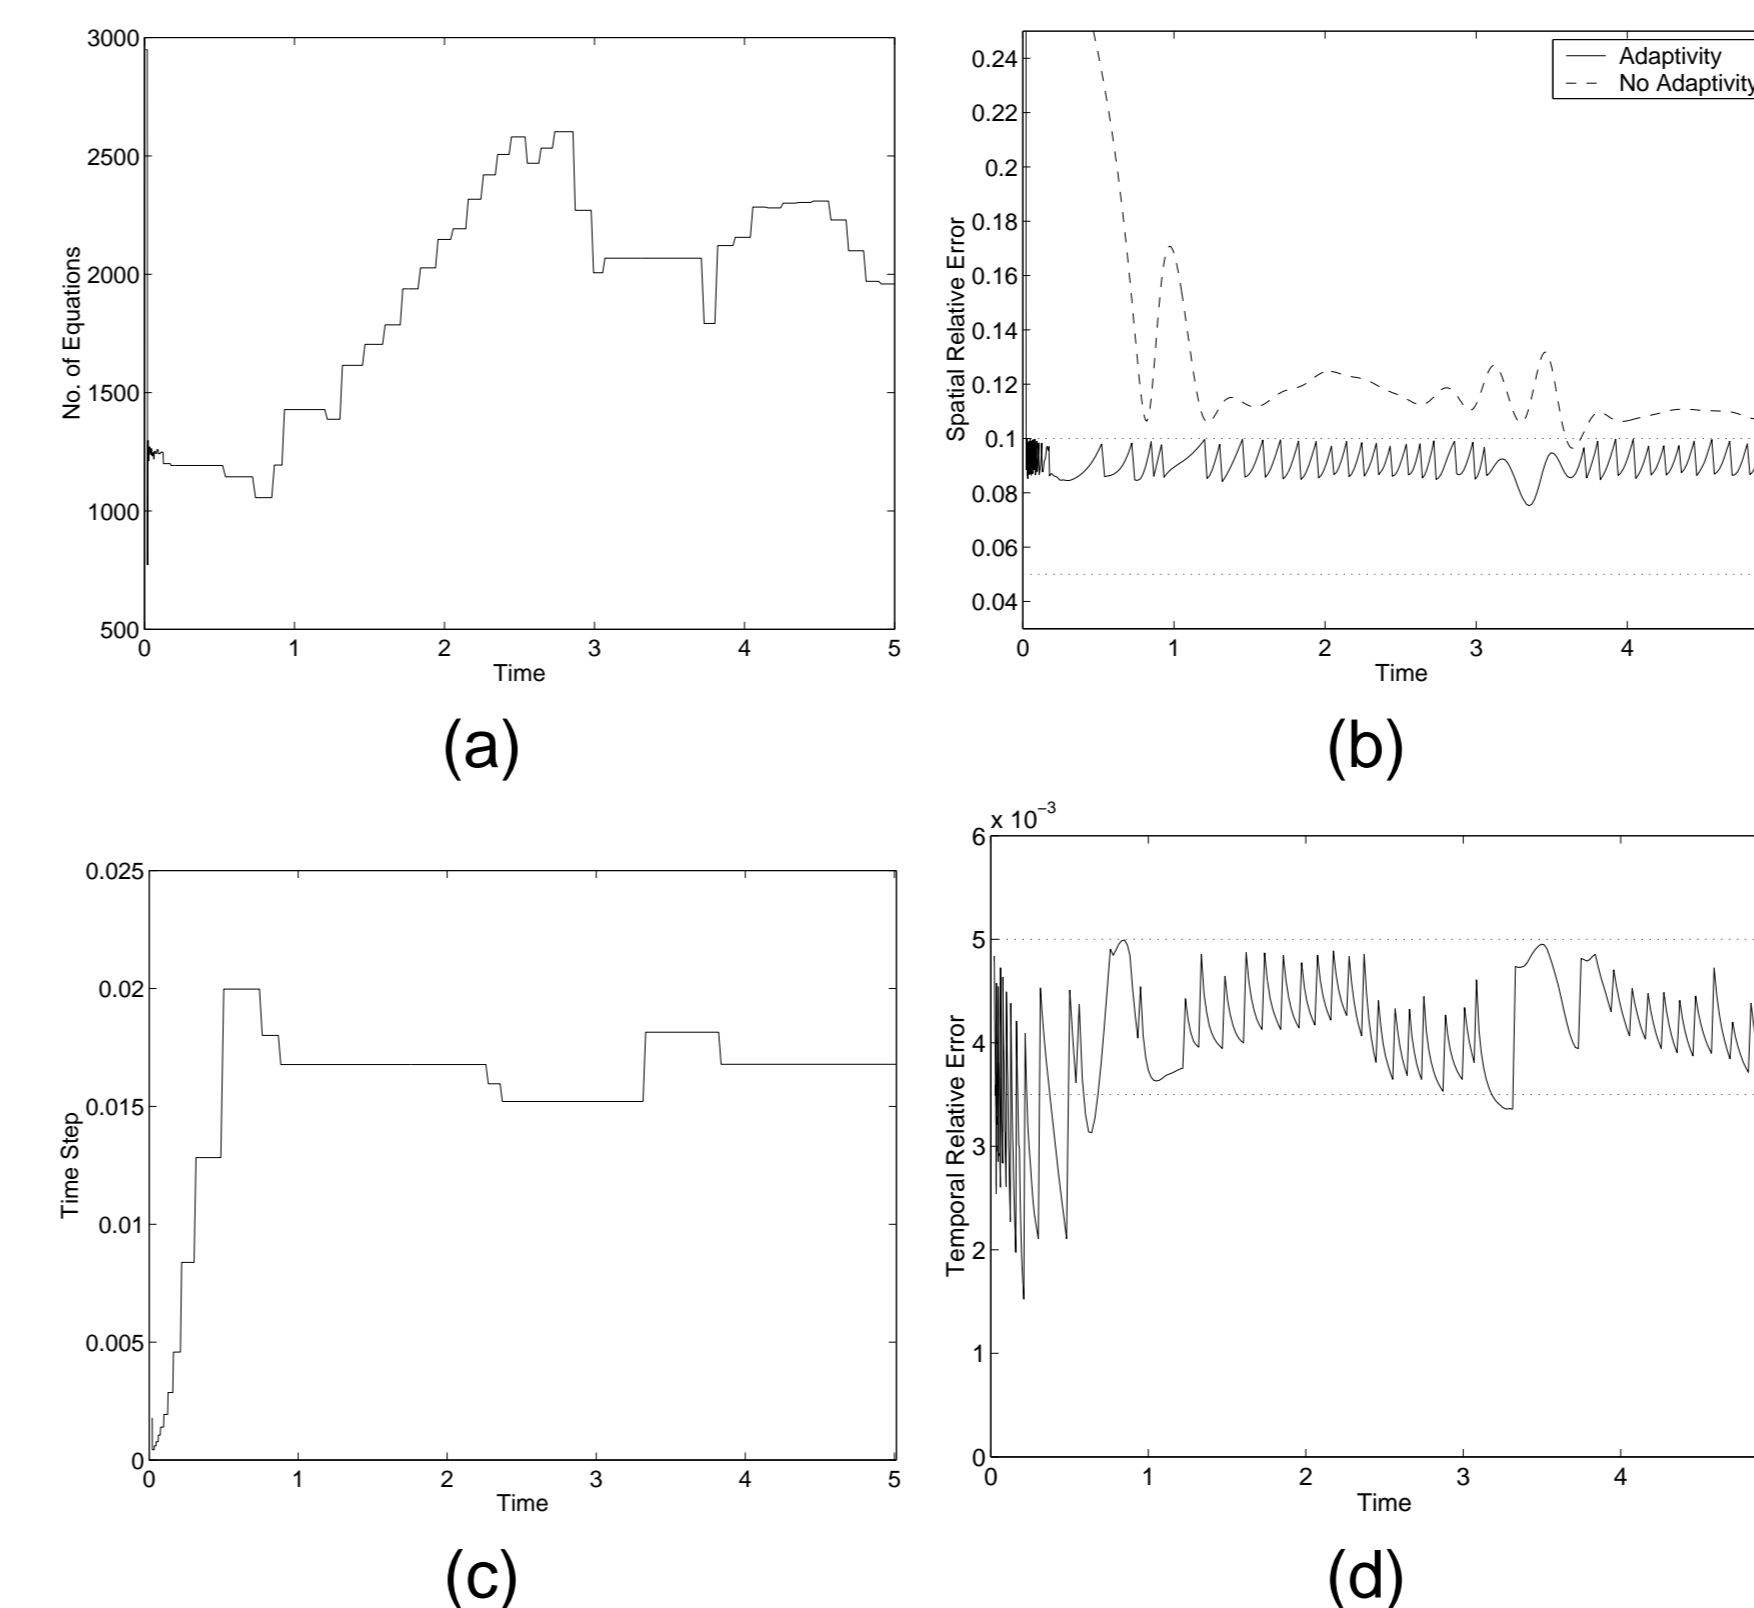 3000
2500
2000
1500
1000
500
No. of Equations
0 1 2 3 4 5
Time
(a)
0.24
0.22
0.2
0.18
0.16
0.14
0.12
0.1
0.08
0.06
0.04
Spatial Relative Error
Adaptivity
No Adaptivity
0 1 2 3 4
Time
(b)
0.025
0.02
0.015
0.01
0.005
0
Time Step
0 1 2 3 4 5
Time
(c)
x 10⁻³
6
5
4
3
2
1
0
Temporal Relative Error
0 1 2 3 4
Time
(d)